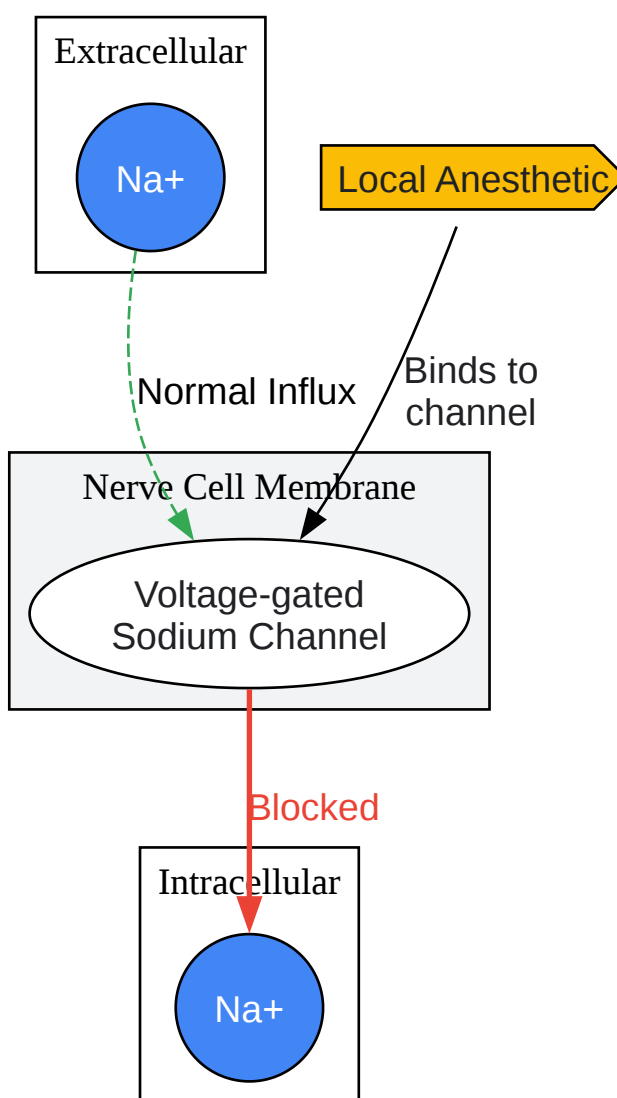 Extracellular
Na+
Local Anesthetic
Normal Influx
Binds to
channel
Nerve Cell Membrane
Voltage-gated
Sodium Channel
Blocked
Intracellular
Na+